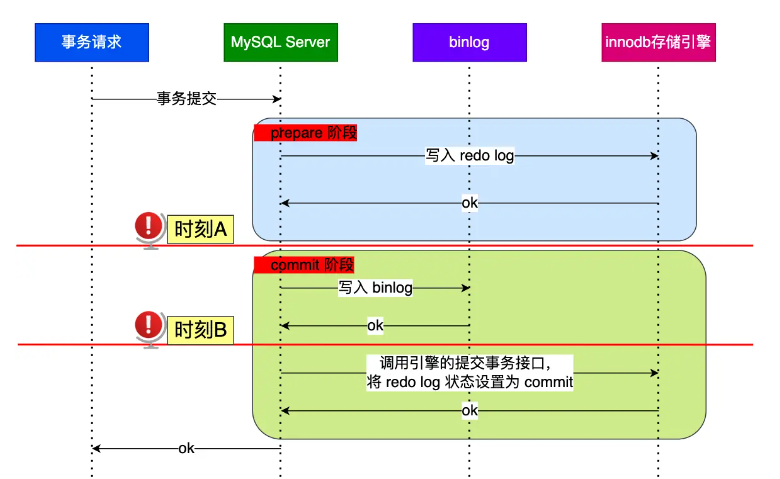 事务请求
MySQL Server
binlog
innodb存储引擎
事务提交
prepare 阶段
写入 redo log
ok
时刻A
commit 阶段
写入 binlog
ok
时刻B
调用引擎的提交事务接口，
将 redo log 状态设置为 commit
ok
ok